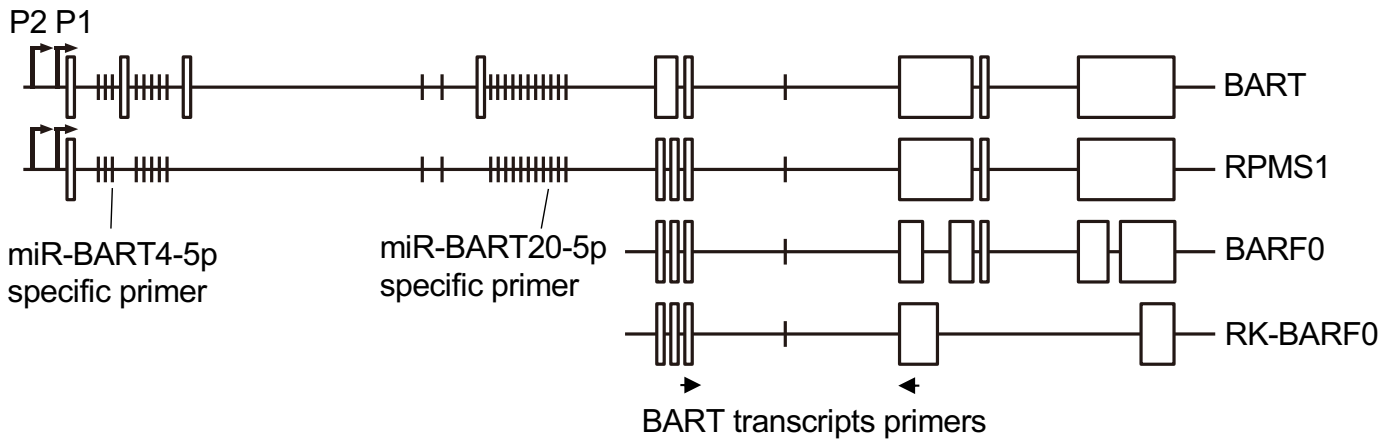 P2 P1
BART
RPMS1
miR-BART4-5p
specific primer
miR-BART20-5p
specific primer
BARF0
RK-BARF0
BART transcripts primers